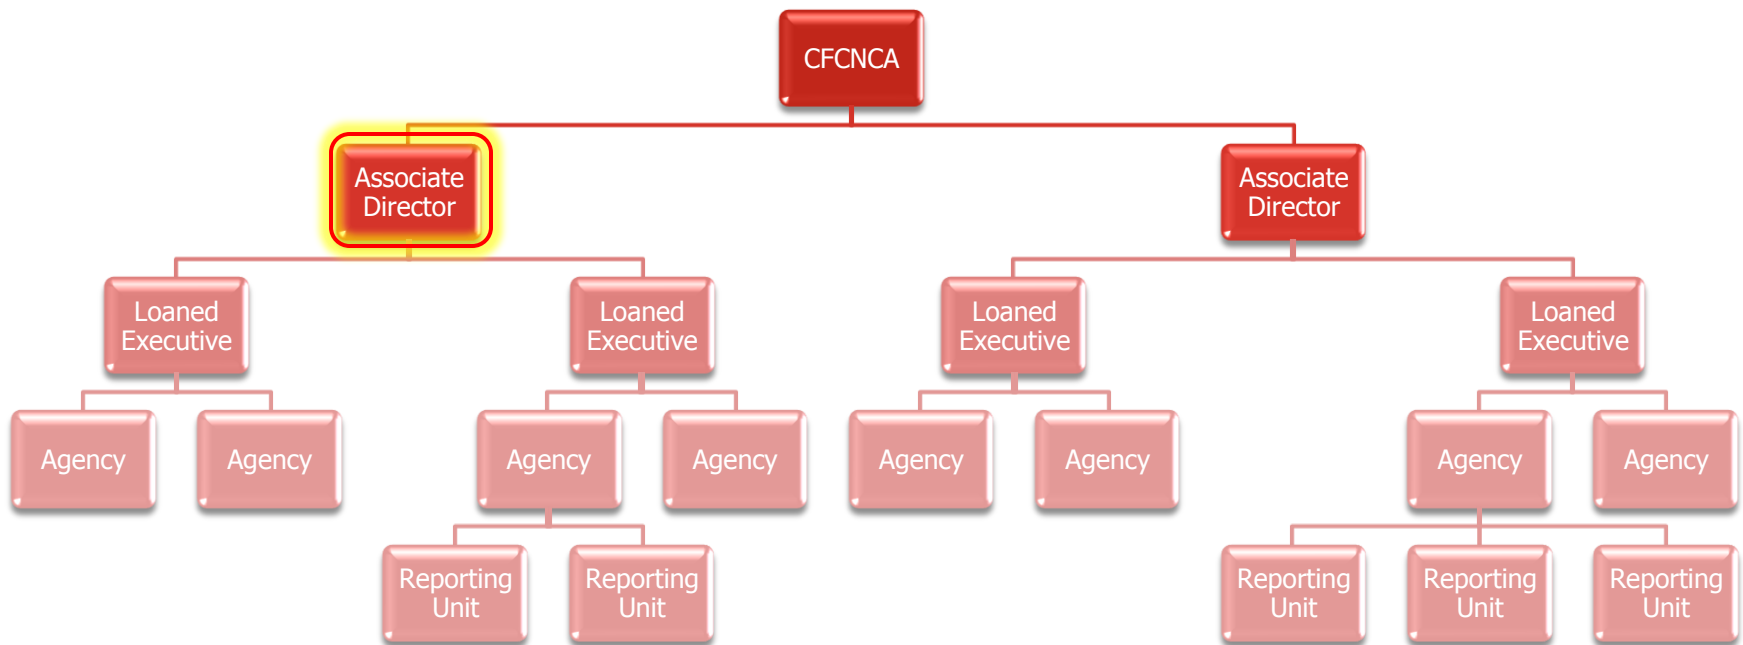 CFCNCA
Associate
Director
Associate
Director
Loaned
Executive
Loaned
Executive
Loaned
Executive
Loaned
Executive
Agency
Agency
Agency
Agency
Agency
Agency
Agency
Agency
Reporting
Unit
Reporting
Unit
Reporting
Unit
Reporting
Unit
Reporting
Unit